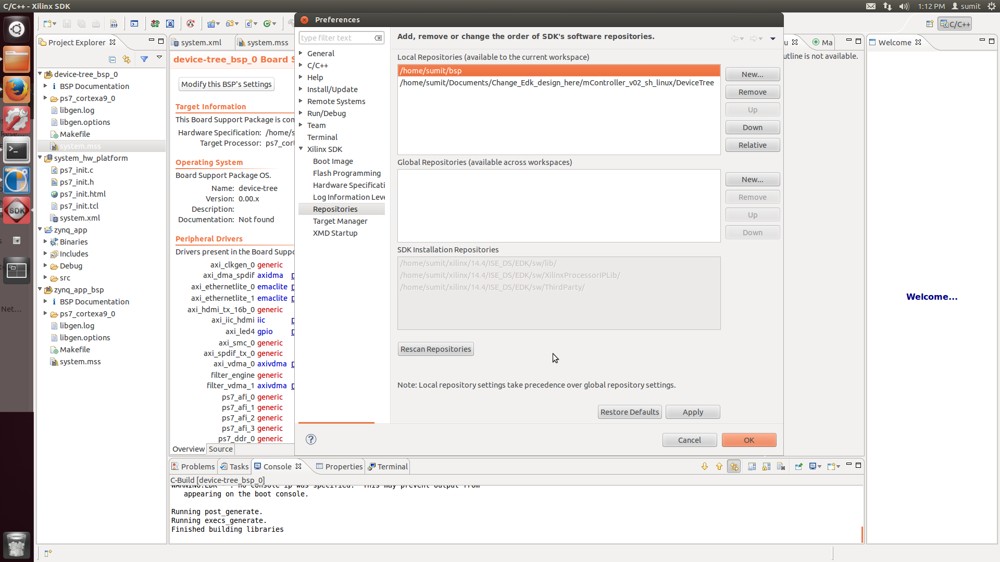 C/C++ - Xilinx SDK
1:12 PM
sumit
C/C++
Project Explorer
device-tree_bsp_0
BSP Documentation
ps7_cortexa9_0
libgen.log
libgen.options
Makefile
system.mss
system_hw_platform
ps7_init.c
ps7_init.h
ps7_init.html
ps7_init.tcl
system.xml
zynq_app
Binaries
Includes
Debug
src
zynq_app_bsp
BSP Documentation
ps7_cortexa9_0
libgen.log
libgen.options
Makefile
system.mss
SDK
Net...
system.xml
system.mss
device-tree_bsp_0 Board S
Modify this BSP's Settings
Target Information
This Board Support Package is com
Hardware Specification: /home/s
Target Processor: ps7_cort
Operating System
Board Support Package OS.
Name: device-tree
Version: 0.00.x
Description:
Documentation: Not found
Peripheral Drivers
Drivers present in the Board Suppo
axi_clkgen_0 generic
axi_dma_spdif axidma D
axi_ethernetlite_0 emaclite D
axi_ethernetlite_1 emaclite D
axi_hdmi_tx_16b_0 generic
axi_iic_hdmi iic D
axi_led4 gpio D
axi_smc_0 generic
axi_spdif_tx_0 generic
axi_vdma_0 axivdma D
filter_engine generic
filter_vdma_1 axivdma D
ps7_afi_0 generic
ps7_afi_1 generic
ps7_afi_2 generic
ps7_afi_3 generic
ps7_ddr_0 generic
Overview
Source
Preferences
type filter text
General
C/C++
Help
Install/Update
Remote Systems
Run/Debug
Team
Terminal
Xilinx SDK
Boot Image
Flash Programming
Hardware Specificati
Log Information Leve
Repositories
Target Manager
XMD Startup
Add, remove or change the order of SDK's software repositories.
Local Repositories (available to the current workspace)
/home/sumit/bsp
/home/sumit/Documents/Change_Edk_design_here/mController_v02_sh_linux/DeviceTree
New...
Remove
Up
Down
Relative
Global Repositories (available across workspaces)
New...
Remove
Up
Down
SDK Installation Repositories
/home/sumit/xilinx/14.4/ISE_DS/EDK/sw/lib/
/home/sumit/xilinx/14.4/ISE_DS/EDK/sw/XilinxProcessorIPLib/
/home/sumit/xilinx/14.4/ISE_DS/EDK/sw/ThirdParty/
Rescan Repositories
Note: Local repository settings take precedence over global repository settings.
Restore Defaults
Apply
Cancel
OK
u
Ma
utline is not available.
Welcome
Welcome...
Problems
Tasks
Console
Properties
Terminal
C-Build [device-tree_bsp_0]
WARNING:EDK - : no console ip was specified. This may prevent output from
appearing on the boot console.
Running post_generate.
Running execs_generate.
Finished building libraries